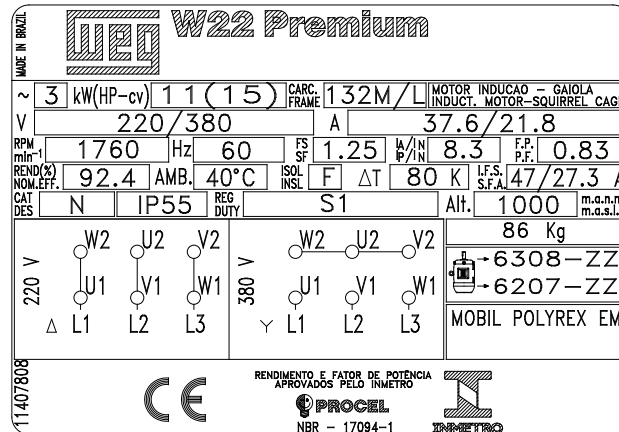 MADE IN BRAZIL
WEG W22 Premium
~ 3 kW(HP-cv) 11(15) CARC. FRAME 132M/L MOTOR INDUCAO - GAIOLA
INDUCT. MOTOR-SQUIRREL CAG
V 220/380 A 37.6/21.8
RPM min-1 1760 Hz 60 FS SF 1.25 IA/IN IP/IN 8.3 F.P. P.F. 0.83
REND(%) NOM.EFF. 92.4 AMB. 40°C ISOL INSL F ΔT 80 K I.F.S. S.F.A. 47/27.3 A
CAT DES N IP55 REG DUTY S1 Alt. 1000 m.a.n.m m.a.s.l.
86 Kg
220 V
W2 U2 V2
U1 V1 W1
Δ L1 L2 L3
380 V
W2 U2 V2
U1 V1 W1
Y L1 L2 L3
6308-ZZ
6207-ZZ
MOBIL POLYREX EM
11407808
CE
RENDIMENTO E FATOR DE POTÊNCIA
APROVADOS PELO INMETRO
PROCEL
NBR - 17094-1
INMETRO